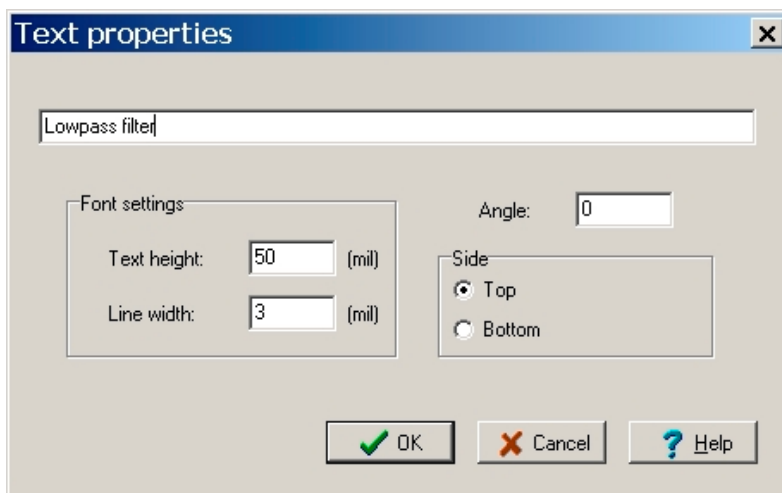 Text properties
Lowpass filter
Font settings
Angle: 0
Text height: 50 (mil)
Side
Top
Line width: 3 (mil)
Bottom
OK Cancel Help